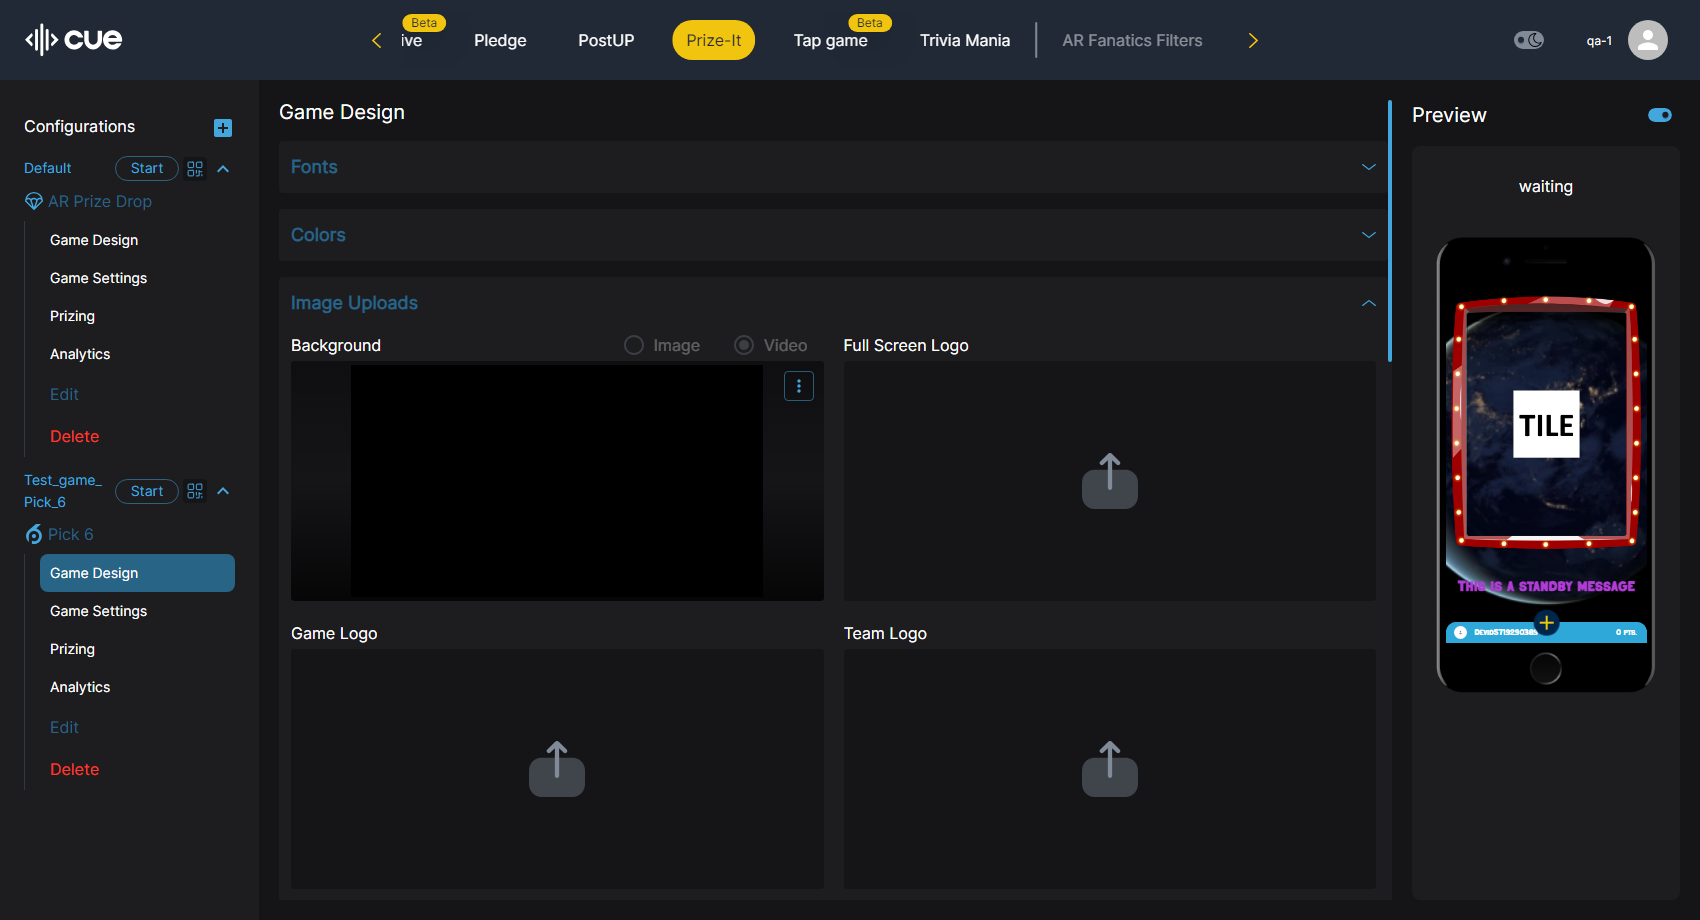 cue
Beta
ive
Pledge
PostUP
Prize-It
Beta
Tap game
Trivia Mania
AR Fanatics Filters
qa-1
Configurations
Default
Start
AR Prize Drop
Game Design
Game Settings
Prizing
Analytics
Edit
Delete
Test_game_
Pick_6
Start
Pick 6
Game Design
Game Settings
Prizing
Analytics
Edit
Delete
Game Design
Fonts
Colors
Image Uploads
Background
Image
Video
Full Screen Logo
Game Logo
Team Logo
Preview
waiting
TILE
THIS IS A STANDBY MESSAGE
0 PTS.